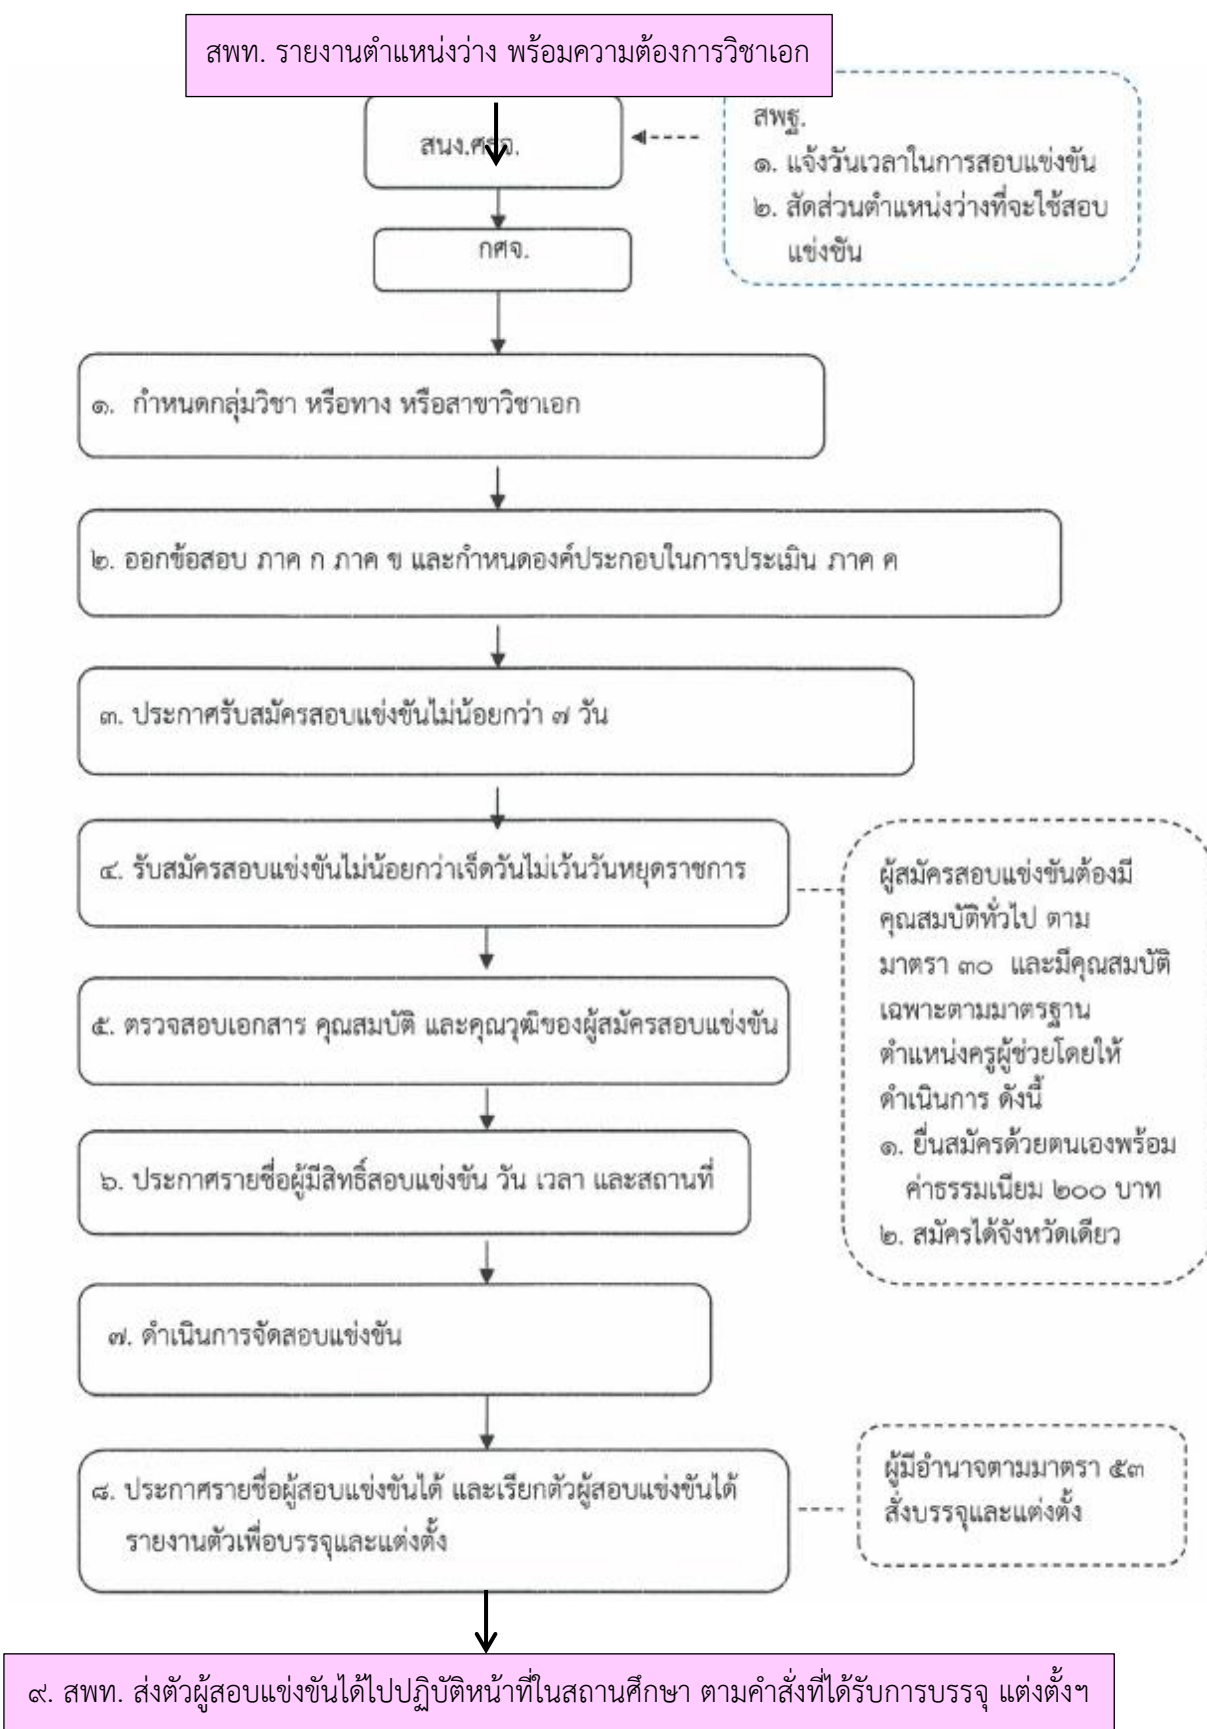 สพท. รายงานตำแหน่งว่าง พร้อมความต้องการวิชาเอก
สนง.ศธจ.
สพฐ.
๑. แจ้งวันเวลาในการสอบแข่งขัน
๒. สัดส่วนตำแหน่งว่างที่จะใช้สอบ
แข่งขัน
กศจ.
๑. กำหนดกลุ่มวิชา หรือทาง หรือสาขาวิชาเอก
๒. ออกข้อสอบ ภาค ก ภาค ข และกำหนดองค์ประกอบในการประเมิน ภาค ค
๓. ประกาศรับสมัครสอบแข่งขันไม่น้อยกว่า ๗ วัน
๔. รับสมัครสอบแข่งขันไม่น้อยกว่าเจ็ดวันไม่เว้นวันหยุดราชการ
ผู้สมัครสอบแข่งขันต้องมี
คุณสมบัติทั่วไป ตาม
มาตรา ๓๐ และมีคุณสมบัติ
เฉพาะตามมาตรฐาน
ตำแหน่งครูผู้ช่วยโดยให้
ดำเนินการ ดังนี้
๑. ยื่นสมัครด้วยตนเองพร้อม
ค่าธรรมเนียม ๒๐๐ บาท
๒. สมัครได้จังหวัดเดียว
๕. ตรวจสอบเอกสาร คุณสมบัติ และคุณวุฒิของผู้สมัครสอบแข่งขัน
๖. ประกาศรายชื่อผู้มีสิทธิ์สอบแข่งขัน วัน เวลา และสถานที่
๗. ดำเนินการจัดสอบแข่งขัน
๘. ประกาศรายชื่อผู้สอบแข่งขันได้ และเรียกตัวผู้สอบแข่งขันได้
รายงานตัวเพื่อบรรจุและแต่งตั้ง
ผู้มีอำนาจตามมาตรา ๕๓
สั่งบรรจุและแต่งตั้ง
๙. สพท. ส่งตัวผู้สอบแข่งขันได้ไปปฏิบัติหน้าที่ในสถานศึกษา ตามคำสั่งที่ได้รับการบรรจุ แต่งตั้งฯ